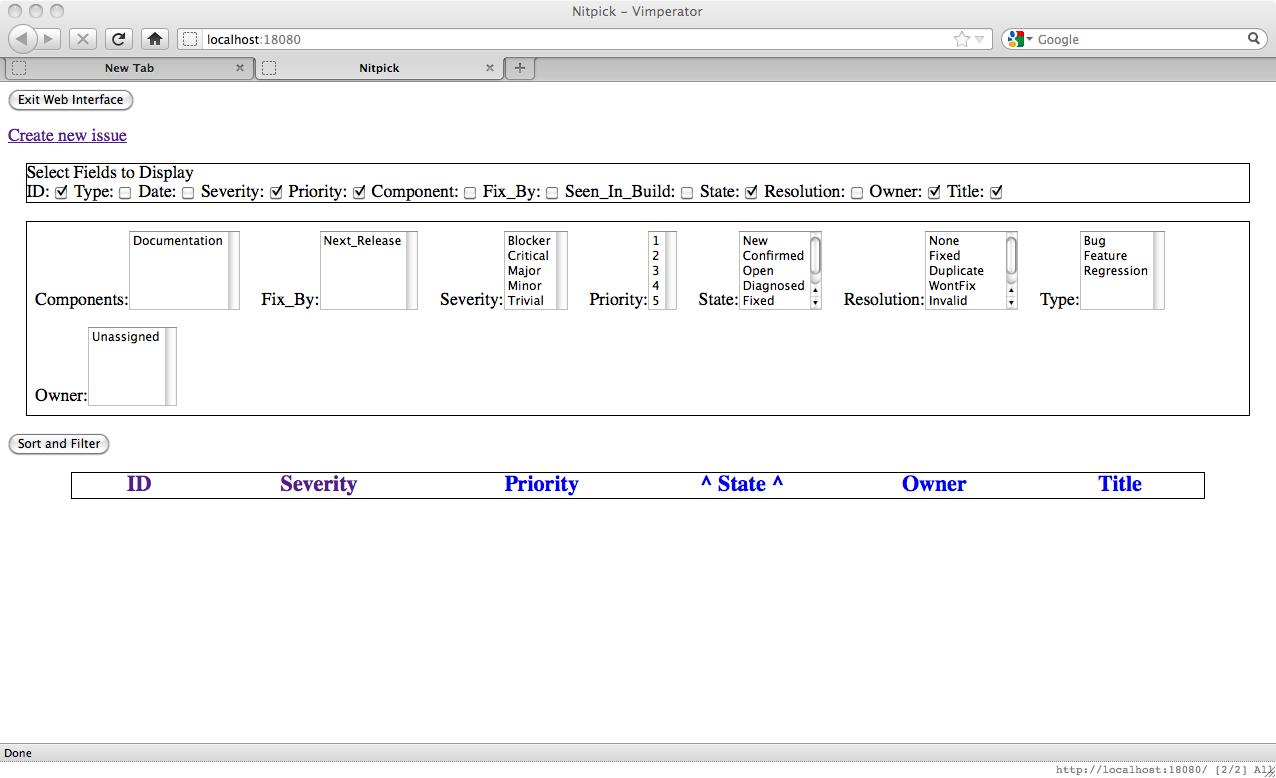 Nitpick – Vimperator
localhost:18080
Google
New Tab
Nitpick
Exit Web Interface
Create new issue
Select Fields to Display
ID: Type: Date: Severity: Priority: Component: Fix_By: Seen_In_Build: State: Resolution: Owner: Title:
Components:
Documentation
Fix_By:
Next_Release
Severity:
Blocker
Critical
Major
Minor
Trivial
Priority:
1
2
3
4
5
State:
New
Confirmed
Open
Diagnosed
Fixed
Resolution:
None
Fixed
Duplicate
WontFix
Invalid
Type:
Bug
Feature
Regression
Owner:
Unassigned
Sort and Filter
ID Severity Priority ^ State ^ Owner Title
Done
http://localhost:18080/ [2/2] All